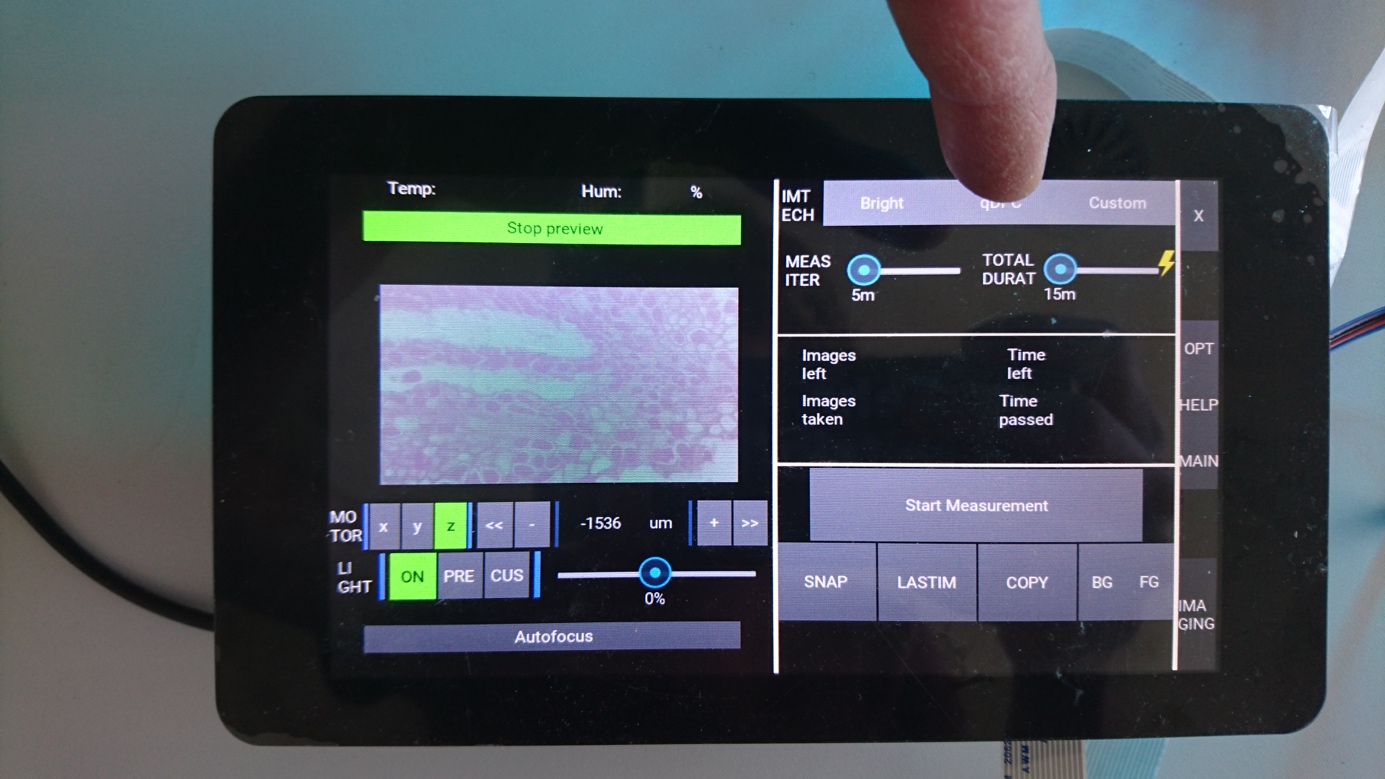 Temp: Hum: %
Stop preview
MO
TOR
x y z << - -1536 um + >>
LI
GHT
ON PRE CUS
0%
Autofocus
IMT
ECH
Bright Custom
MEAS
ITER
5m
TOTAL
DURAT
15m
Images
left
Time
left
Images
taken
Time
passed
Start Measurement
SNAP LASTIM COPY BG FG
X
OPT
HELP
MAIN
IMA
GING